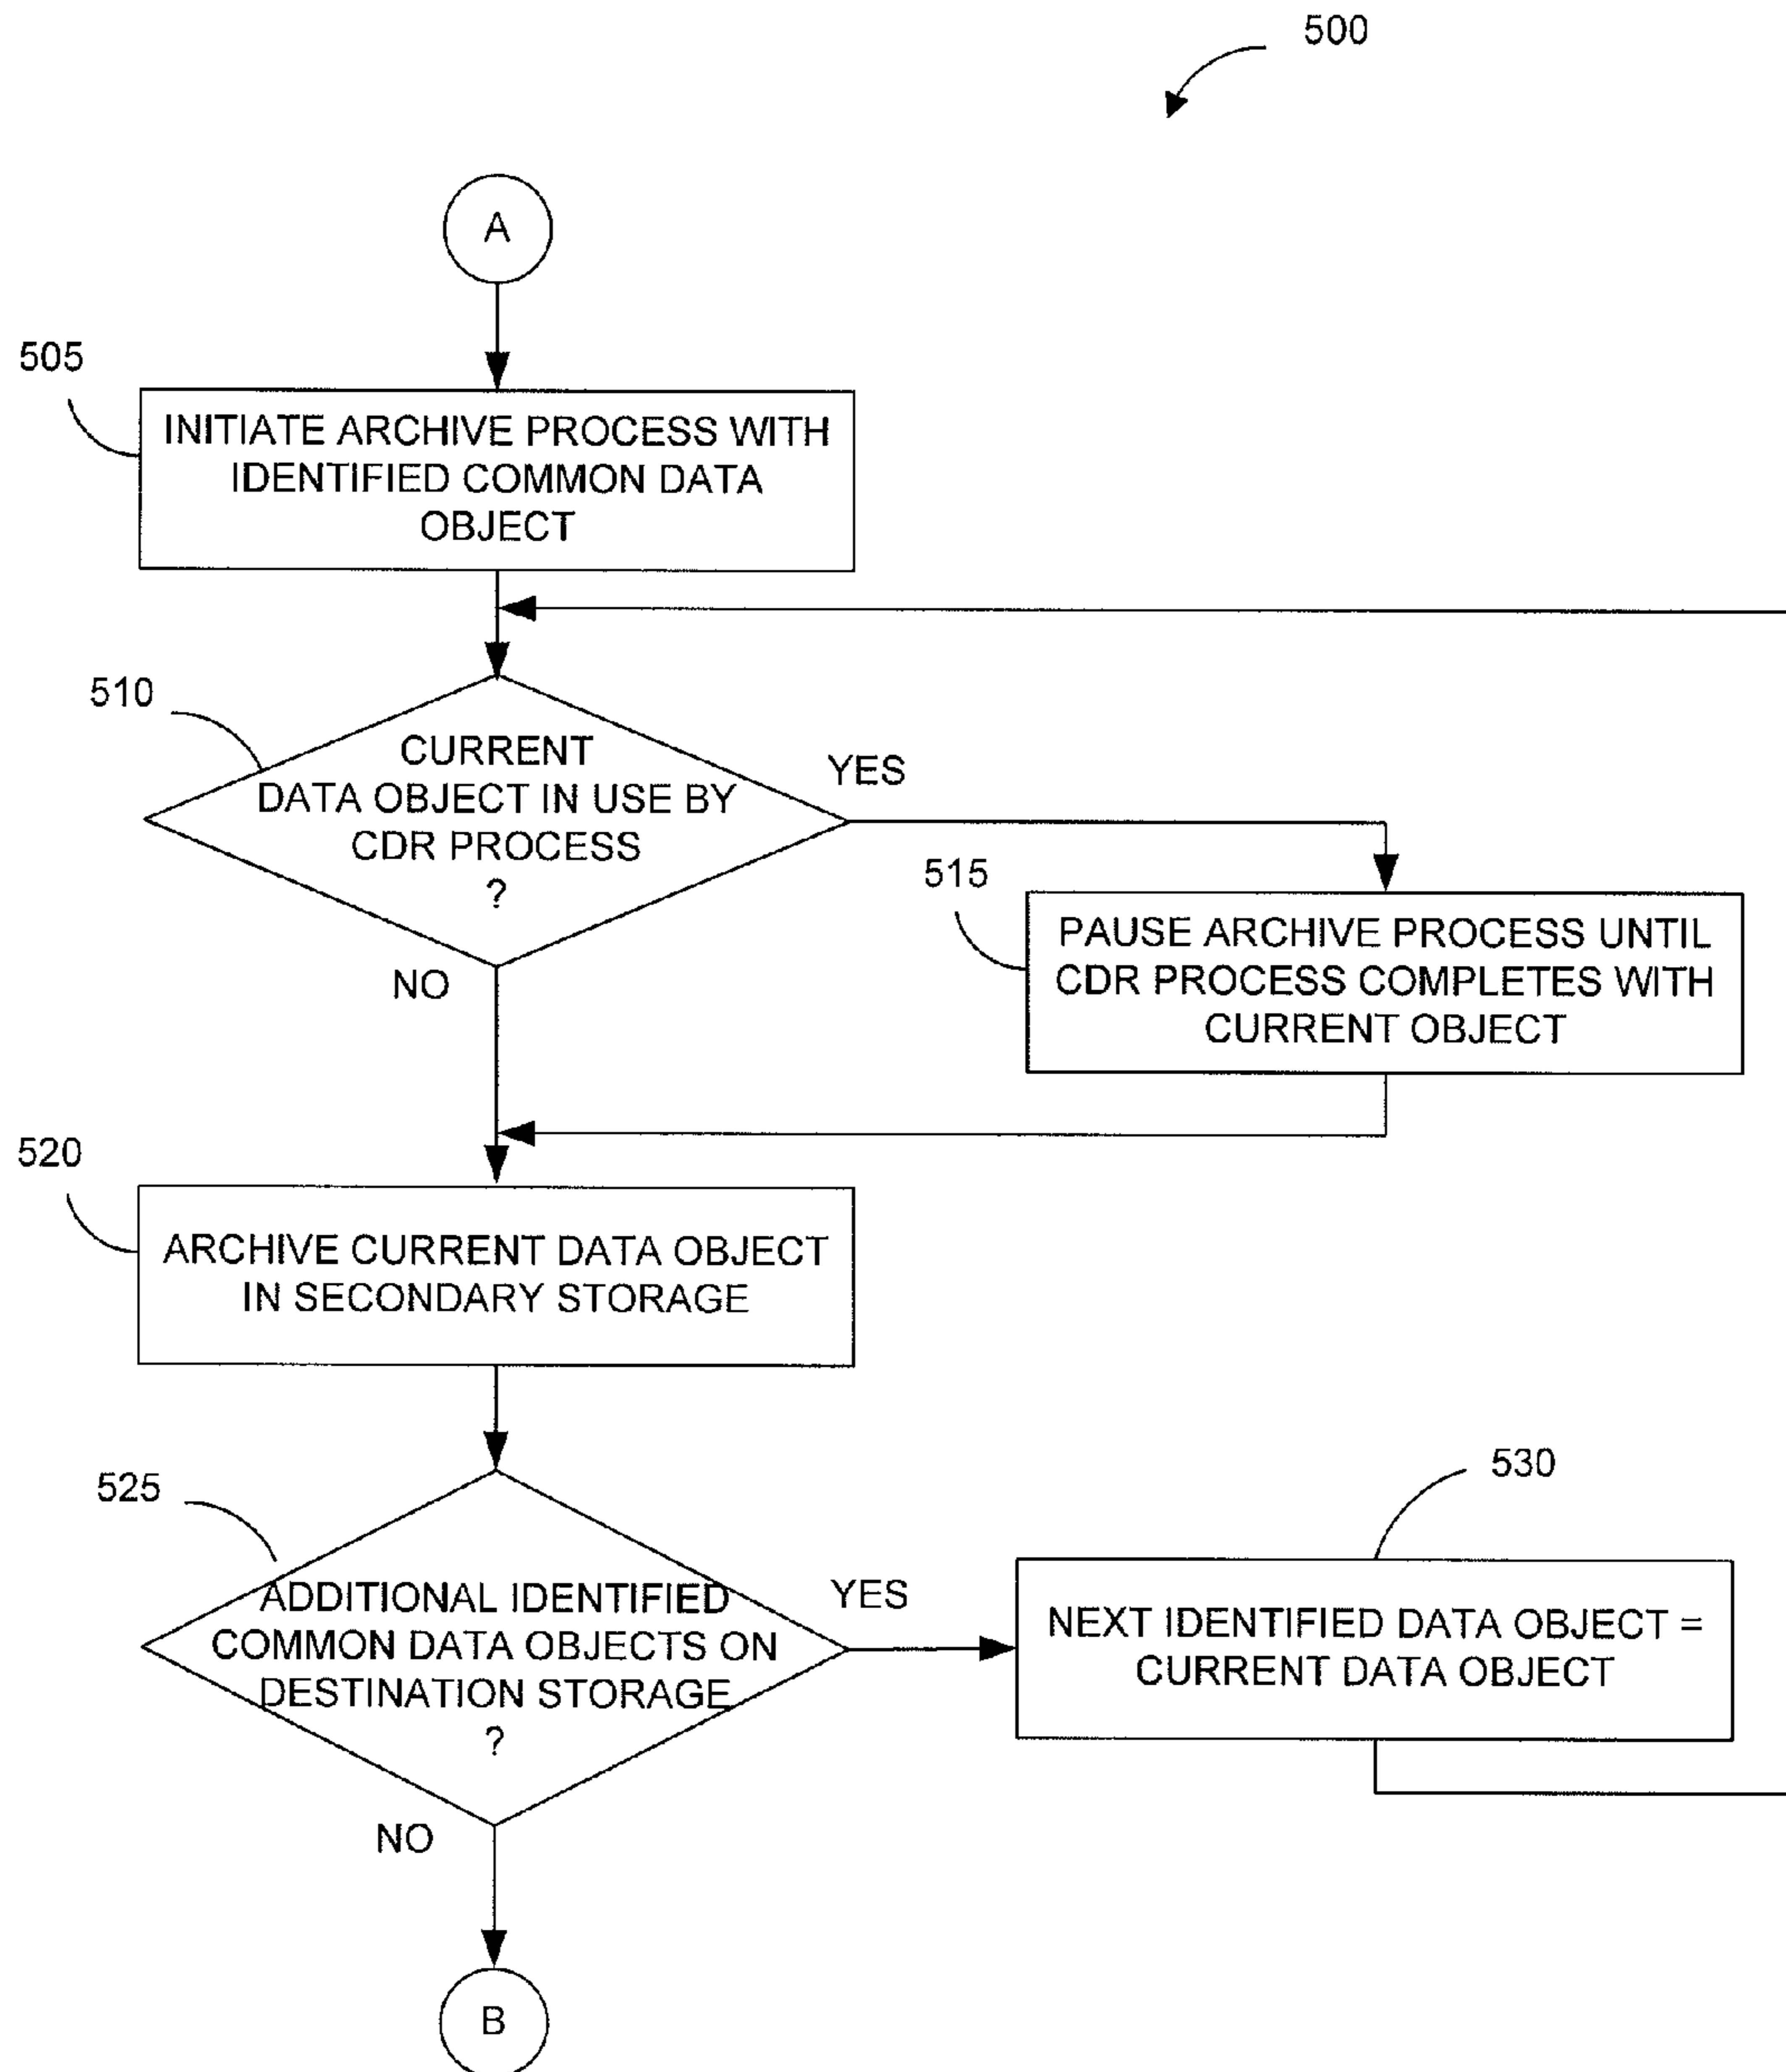 500
A
505
INITIATE ARCHIVE PROCESS WITH
IDENTIFIED COMMON DATA
OBJECT
510
CURRENT
DATA OBJECT IN USE BY
CDR PROCESS
?
YES
NO
515
PAUSE ARCHIVE PROCESS UNTIL
CDR PROCESS COMPLETES WITH
CURRENT OBJECT
520
ARCHIVE CURRENT DATA OBJECT
IN SECONDARY STORAGE
525
ADDITIONAL IDENTIFIED
COMMON DATA OBJECTS ON
DESTINATION STORAGE
?
YES
530
NEXT IDENTIFIED DATA OBJECT =
CURRENT DATA OBJECT
NO
B